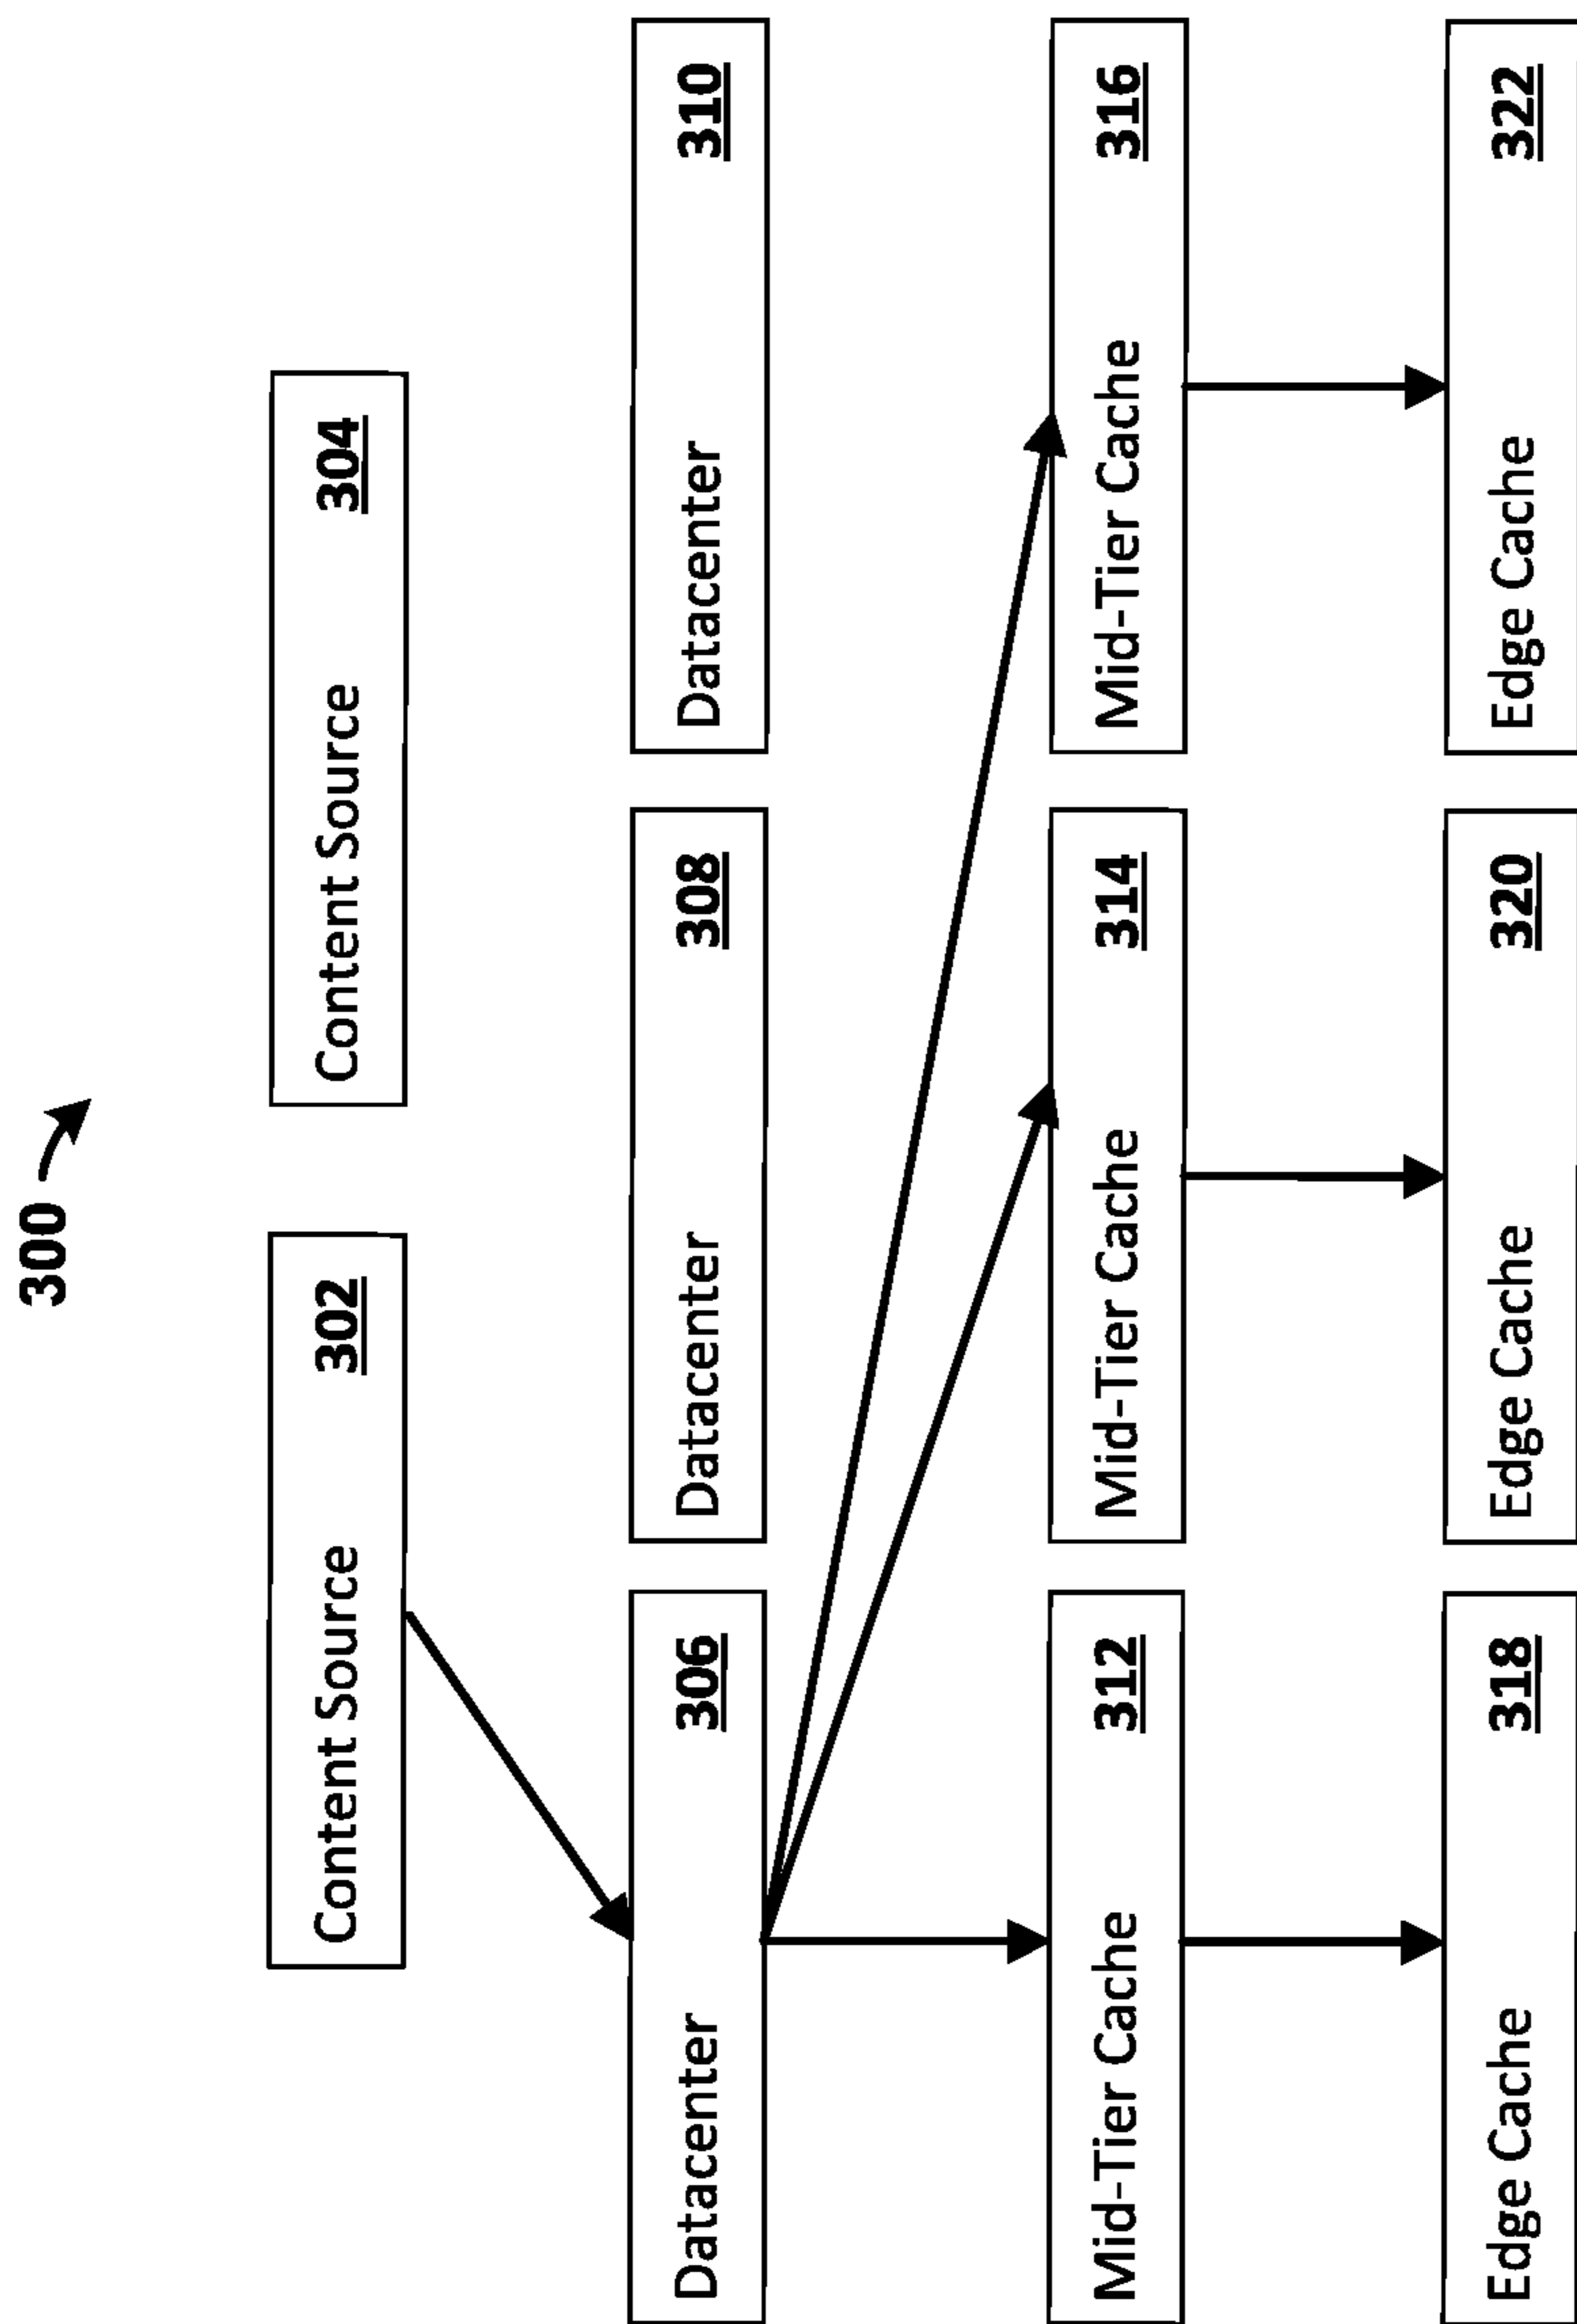 300
Content Source 302
Content Source 304
Datacenter 306
Datacenter 308
Datacenter 310
Mid-Tier Cache 312
Mid-Tier Cache 314
Mid-Tier Cache 316
Edge Cache 318
Edge Cache 320
Edge Cache 322